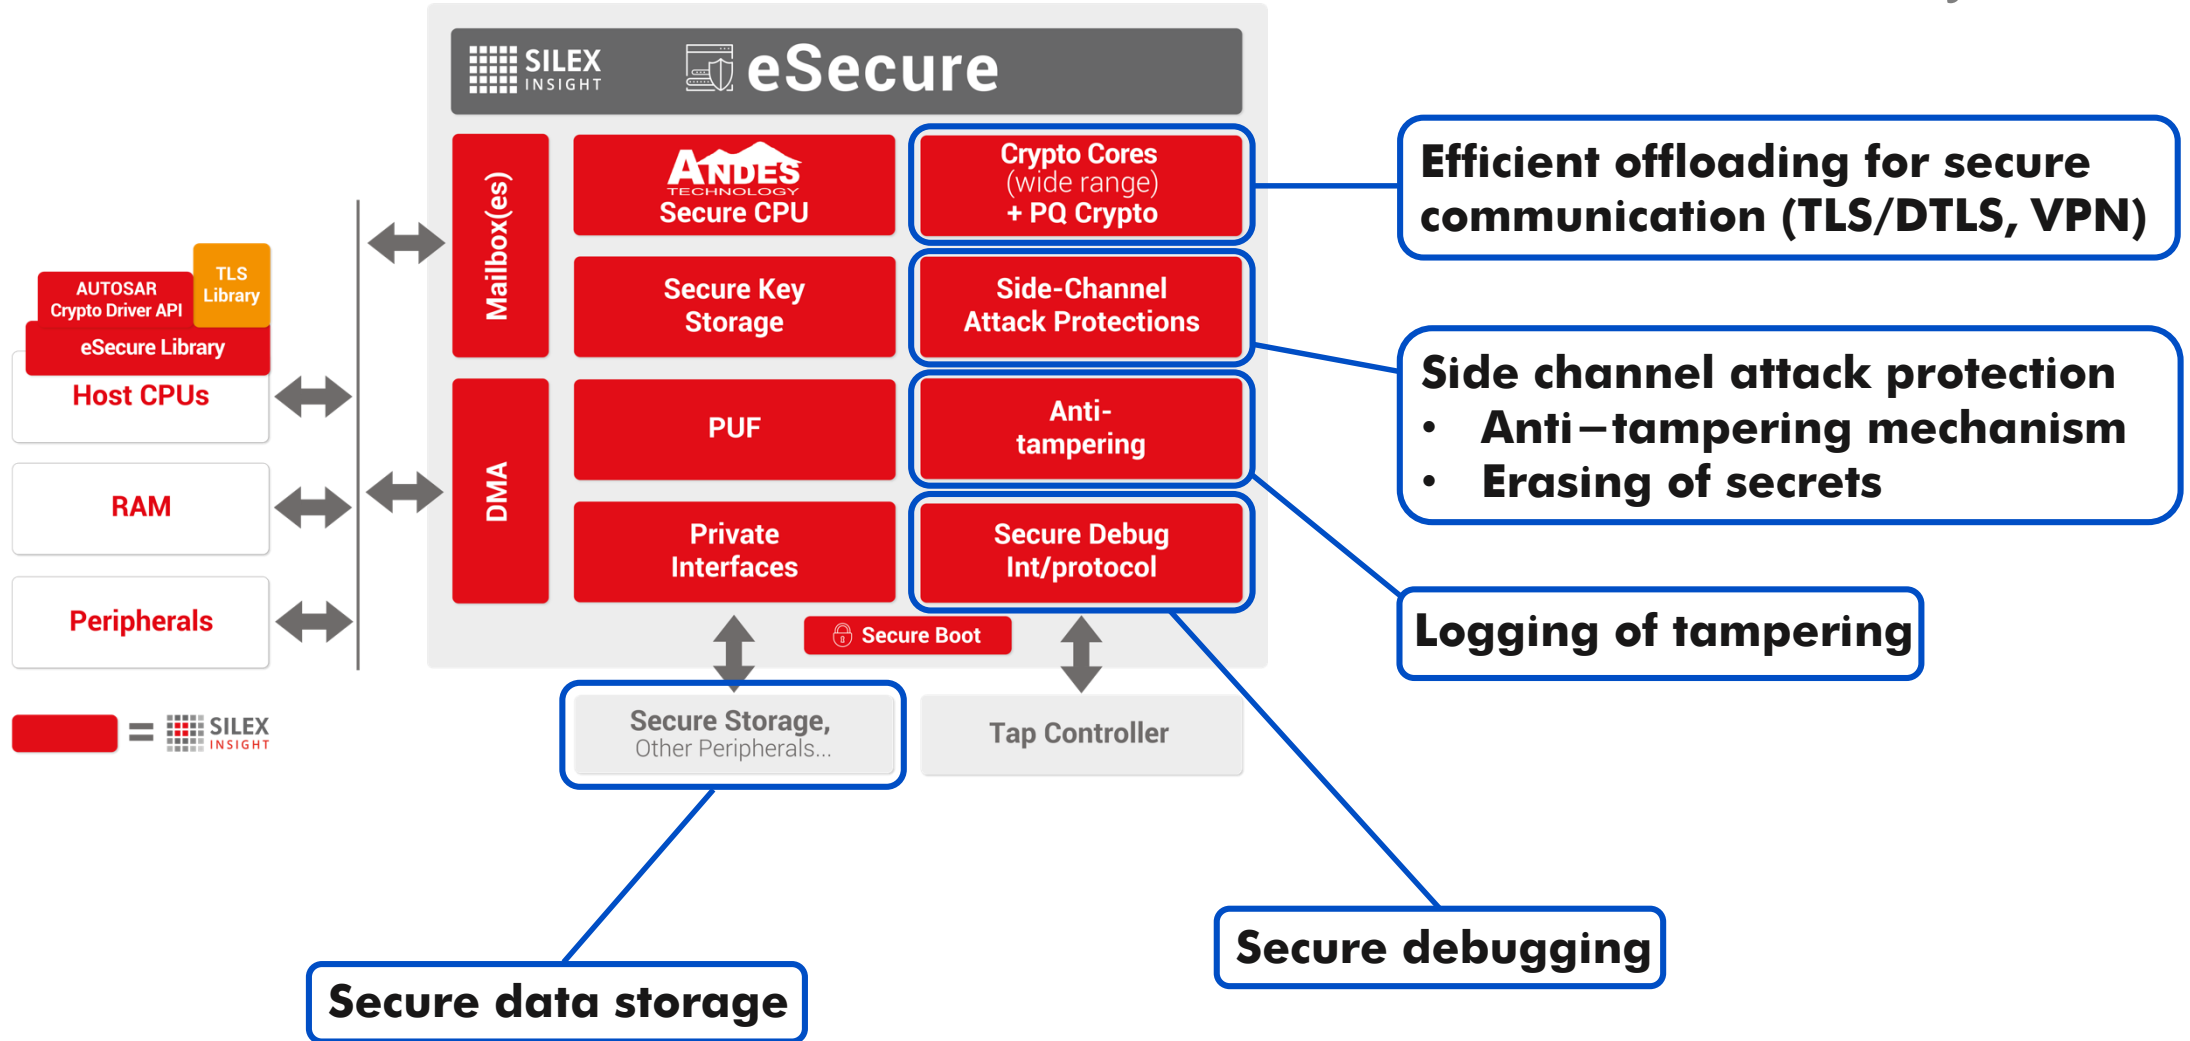 SILEX
INSIGHT
eSecure
Mailbox(es)
ANDES
TECHNOLOGY
Secure CPU
Crypto Cores
(wide range)
+ PQ Crypto
Efficient offloading for secure
communication (TLS/DTLS, VPN)
Secure Key
Storage
Side-Channel
Attack Protections
TLS
Library
AUTOSAR
Crypto Driver API
eSecure Library
Host CPUs
Side channel attack protection
• Anti–tampering mechanism
• Erasing of secrets
DMA
PUF
Anti-
tampering
RAM
Private
Interfaces
Secure Debug
Int/protocol
Peripherals
Secure Boot
Logging of tampering
= SILEX
INSIGHT
Secure Storage,
Other Peripherals...
Tap Controller
Secure debugging
Secure data storage